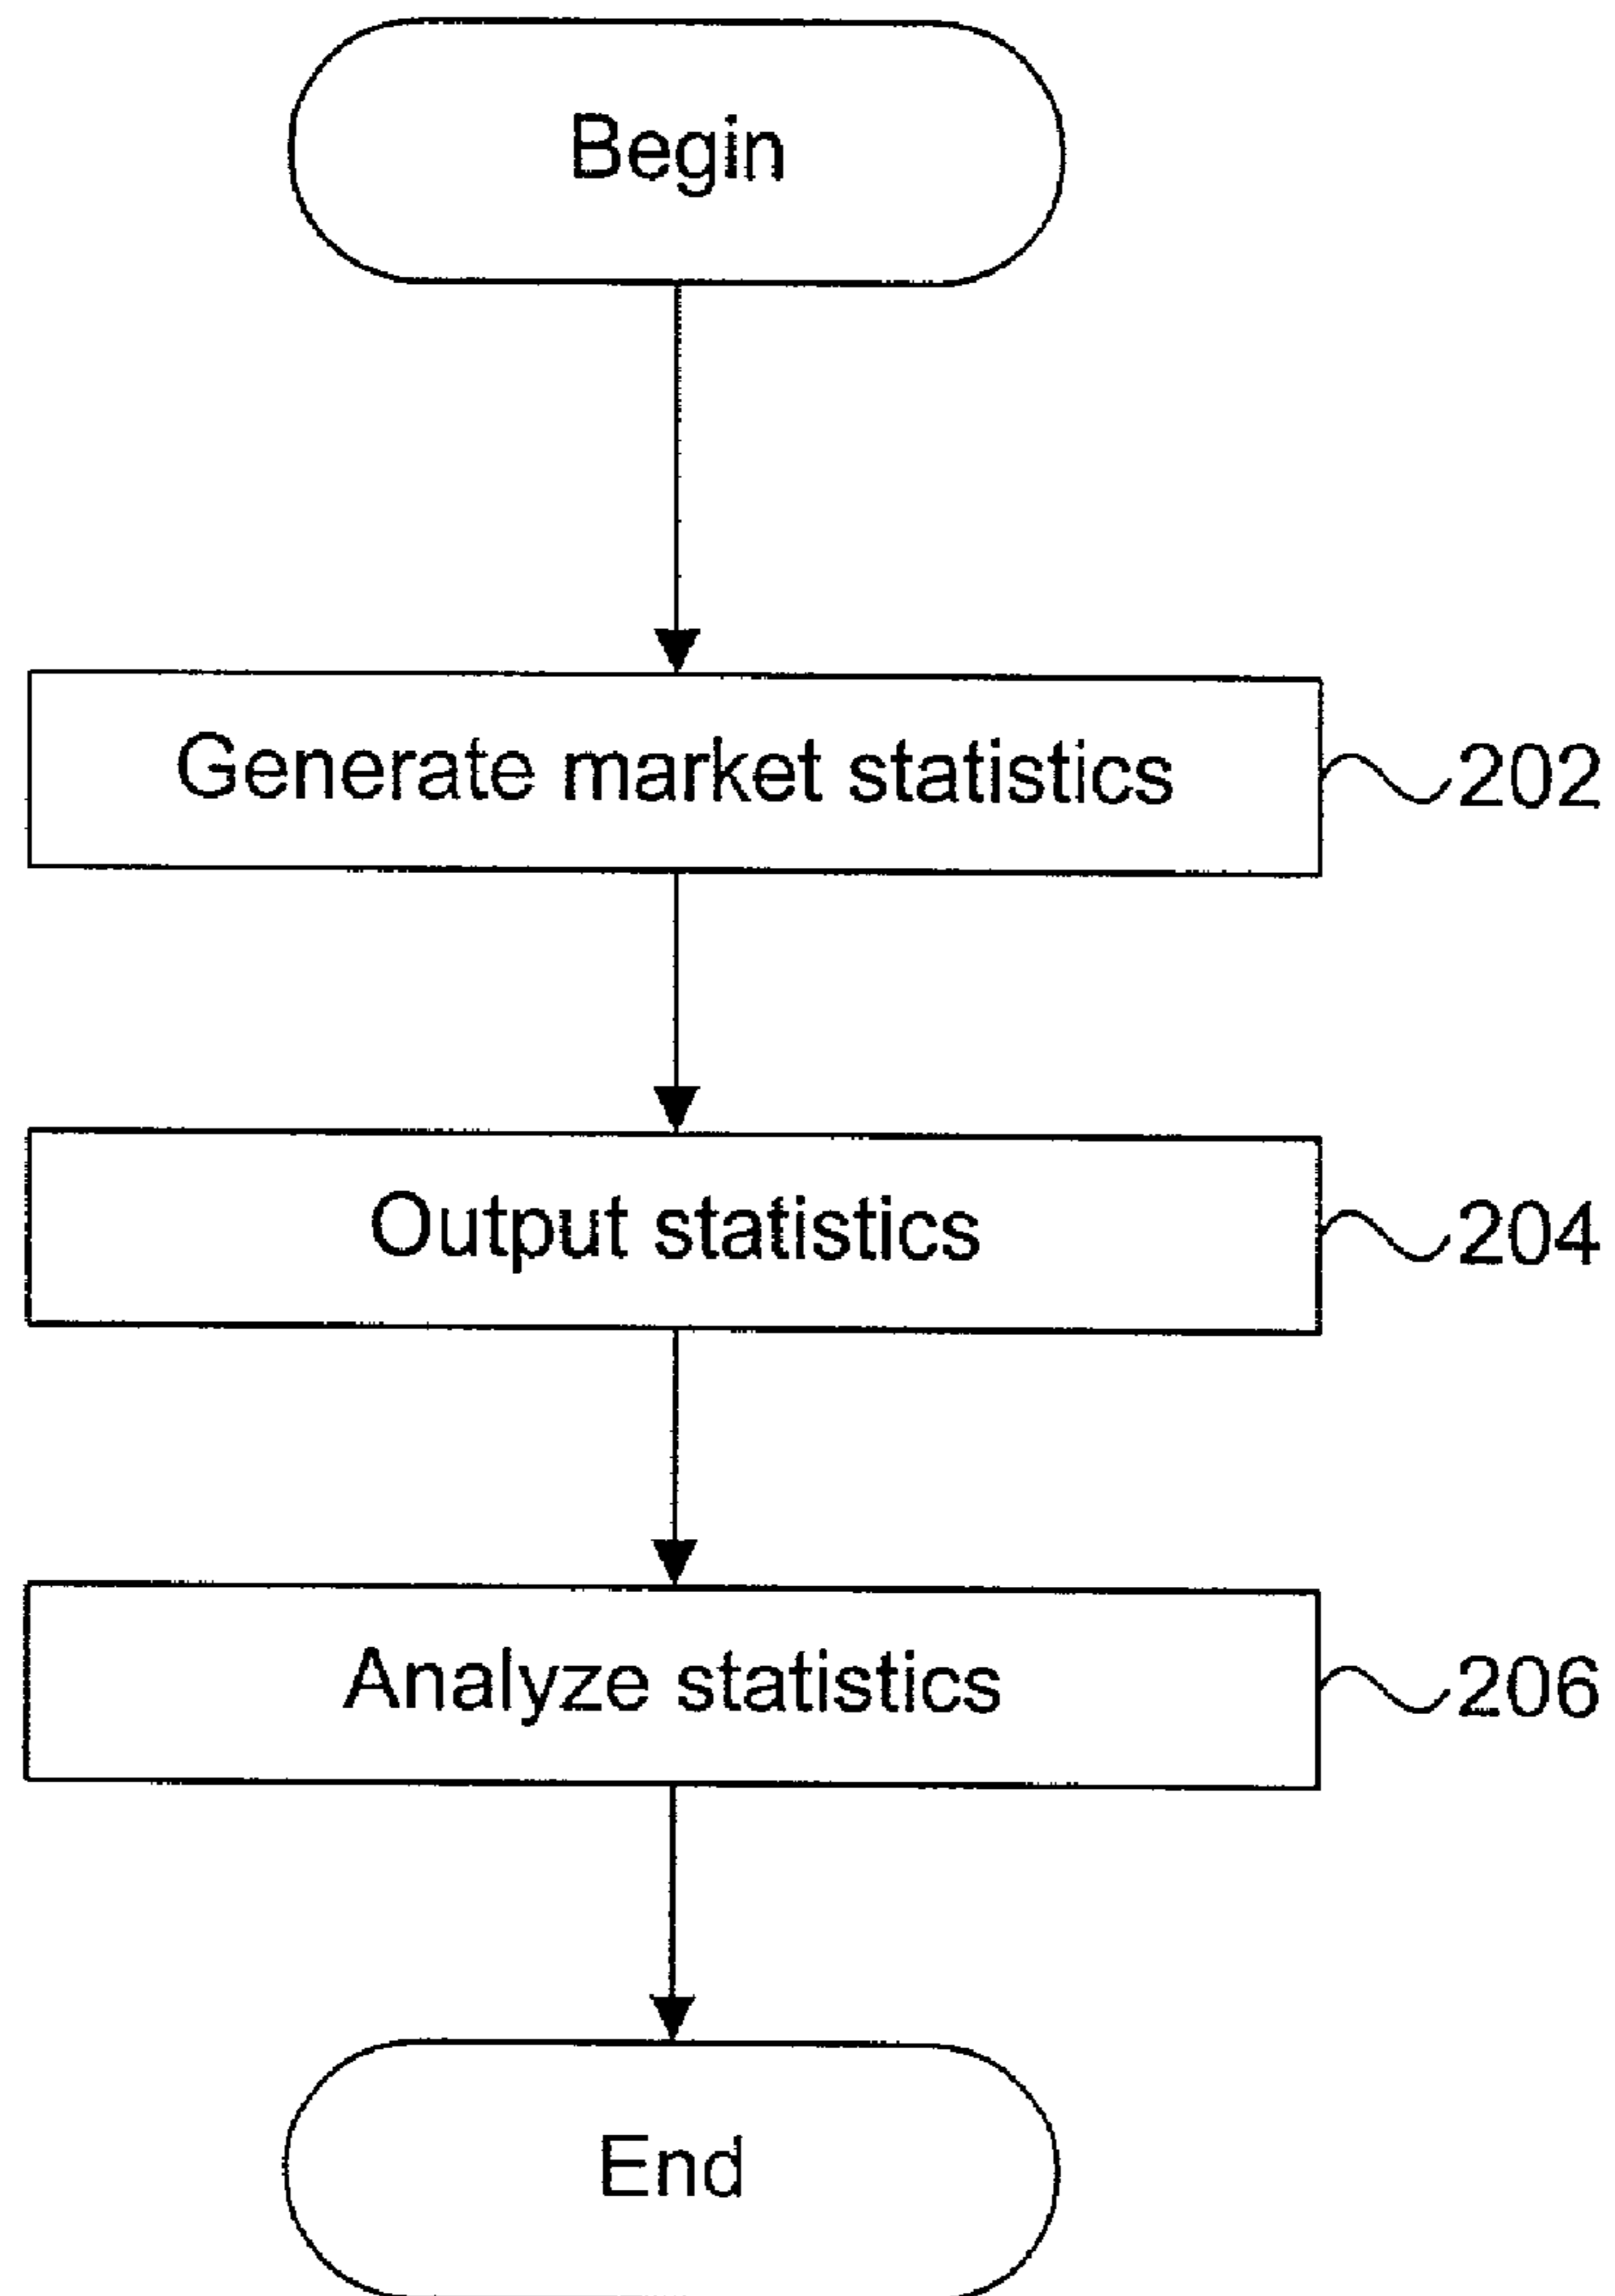 Begin
Generate market statistics
202
Output statistics
204
Analyze statistics
206
End